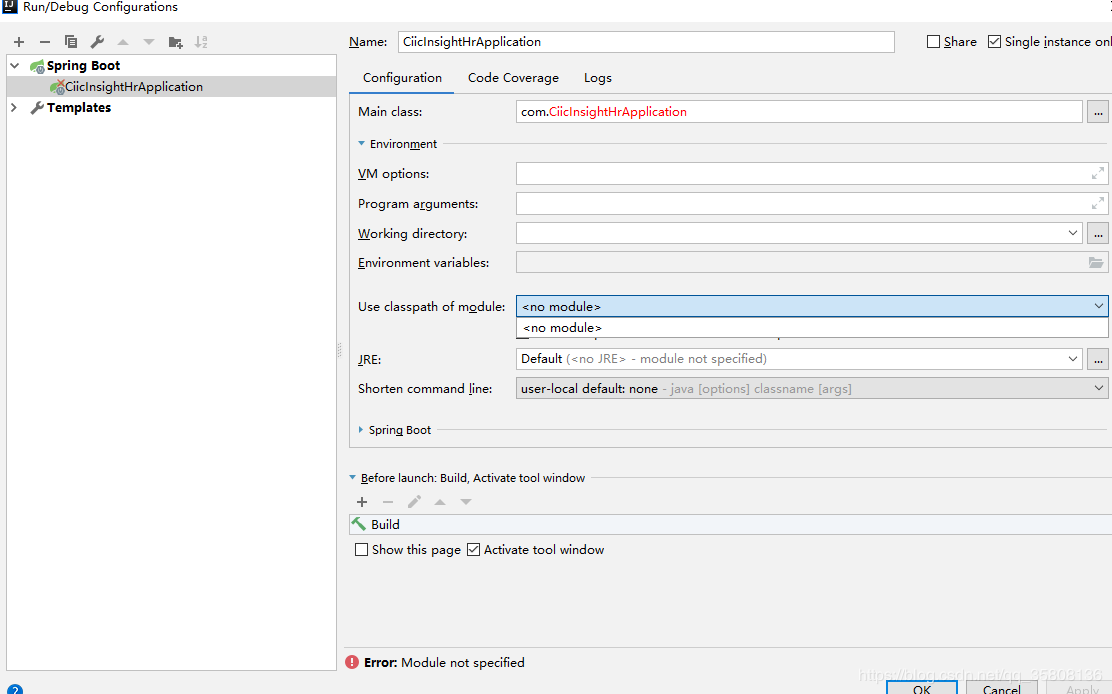 Run/Debug Configurations
Name: CiicInsightHrApplication Share Single instance onl
Spring Boot
CiicInsightHrApplication
Templates
Configuration Code Coverage Logs
Main class: com.CiicInsightHrApplication ...
Environment
VM options:
Program arguments:
Working directory: ...
Environment variables:
Use classpath of module: <no module>
<no module>
JRE: Default (<no JRE> - module not specified) ...
Shorten command line: user-local default: none - java [options] classname [args]
Spring Boot
Before launch: Build, Activate tool window
Build
Show this page Activate tool window
Error: Module not specified
https://blog.csdn.net/qq_35808136
? OK Cancel Apply